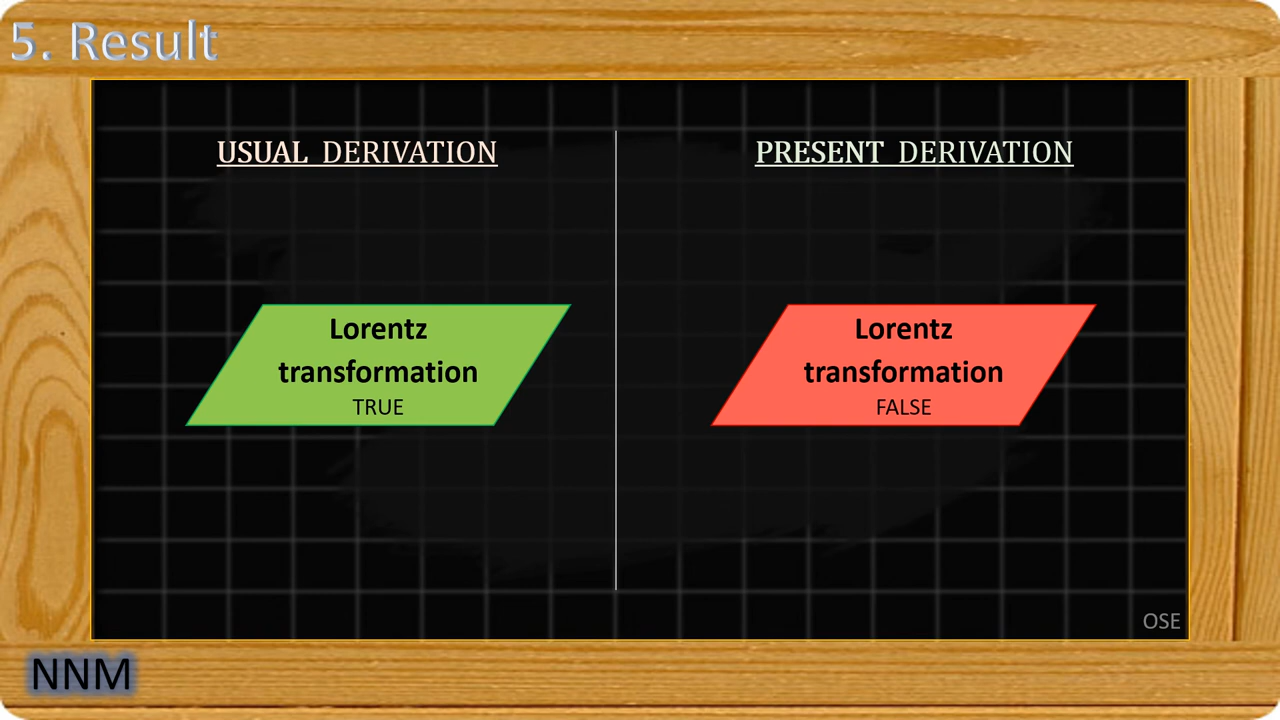 5. Result
USUAL DERIVATION
PRESENT DERIVATION
Lorentz
transformation
TRUE
Lorentz
transformation
FALSE
OSE
NNM